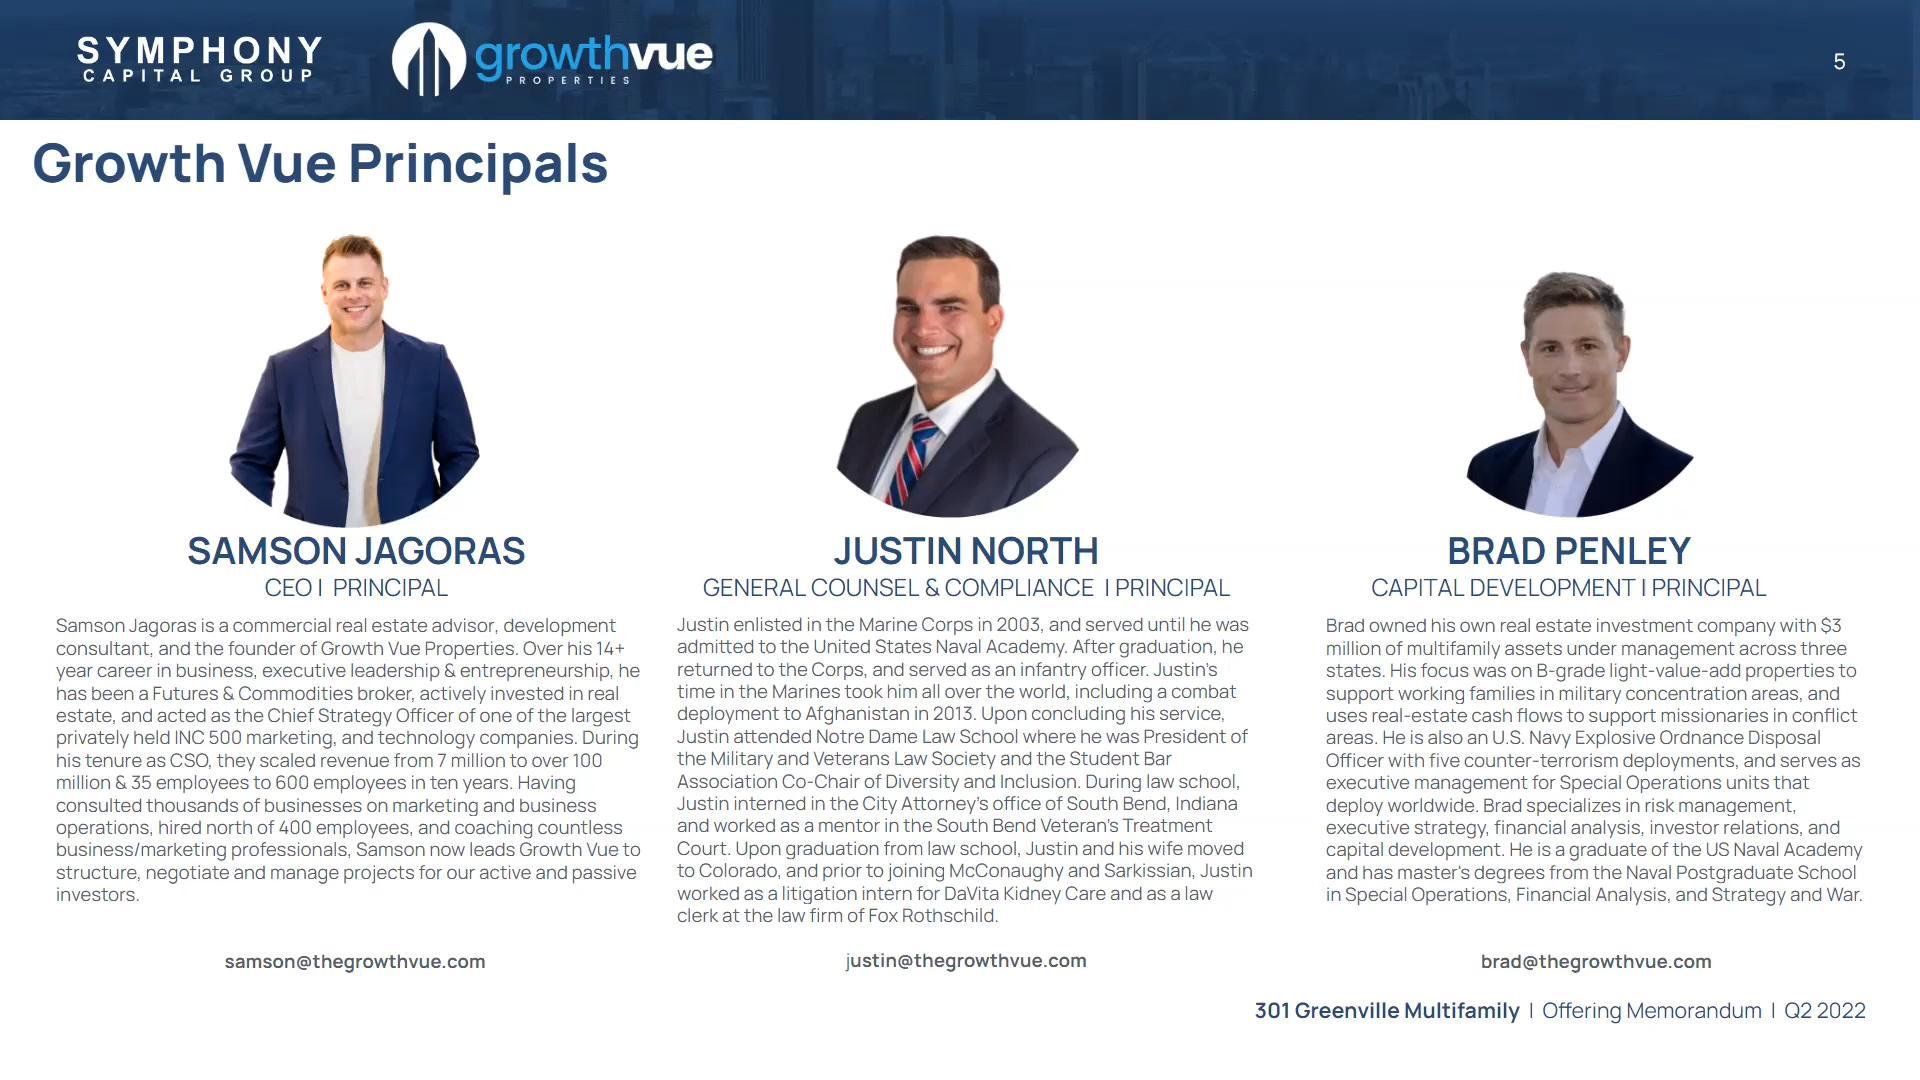 SYMPHONY
CAPITAL GROUP
growthvue
PROPERTIES
5
Growth Vue Principals
SAMSON JAGORAS
CEO I PRINCIPAL
Samson Jagoras is a commercial real estate advisor, development
consultant, and the founder of Growth Vue Properties. Over his 14+
year career in business, executive leadership & entrepreneurship, he
has been a Futures & Commodities broker, actively invested in real
estate, and acted as the Chief Strategy Officer of one of the largest
privately held INC 500 marketing, and technology companies. During
his tenure as CSO, they scaled revenue from 7 million to over 100
million & 35 employees to 600 employees in ten years. Having
consulted thousands of businesses on marketing and business
operations, hired north of 400 employees, and coaching countless
business/marketing professionals, Samson now leads Growth Vue to
structure, negotiate and manage projects for our active and passive
investors.
samson@thegrowthvue.com
JUSTIN NORTH
GENERAL COUNSEL & COMPLIANCE I PRINCIPAL
Justin enlisted in the Marine Corps in 2003, and served until he was
admitted to the United States Naval Academy. After graduation, he
returned to the Corps, and served as an infantry officer. Justin's
time in the Marines took him all over the world, including a combat
deployment to Afghanistan in 2013. Upon concluding his service,
Justin attended Notre Dame Law School where he was President of
the Military and Veterans Law Society and the Student Bar
Association Co-Chair of Diversity and Inclusion. During law school,
Justin interned in the City Attorney's office of South Bend, Indiana
and worked as a mentor in the South Bend Veteran's Treatment
Court. Upon graduation from law school, Justin and his wife moved
to Colorado, and prior to joining McConaughy and Sarkissian, Justin
worked as a litigation intern for DaVita Kidney Care and as a law
clerk at the law firm of Fox Rothschild.
justin@thegrowthvue.com
BRAD PENLEY
CAPITAL DEVELOPMENT I PRINCIPAL
Brad owned his own real estate investment company with $3
million of multifamily assets under management across three
states. His focus was on B-grade light-value-add properties to
support working families in military concentration areas, and
uses real-estate cash flows to support missionaries in conflict
areas. He is also an U.S. Navy Explosive Ordnance Disposal
Officer with five counter-terrorism deployments, and serves as
executive management for Special Operations units that
deploy worldwide. Brad specializes in risk management,
executive strategy, financial analysis, investor relations, and
capital development. He is a graduate of the US Naval Academy
and has master's degrees from the Naval Postgraduate School
in Special Operations, Financial Analysis, and Strategy and War.
brad@thegrowthvue.com
301 Greenville Multifamily I Offering Memorandum I Q2 2022